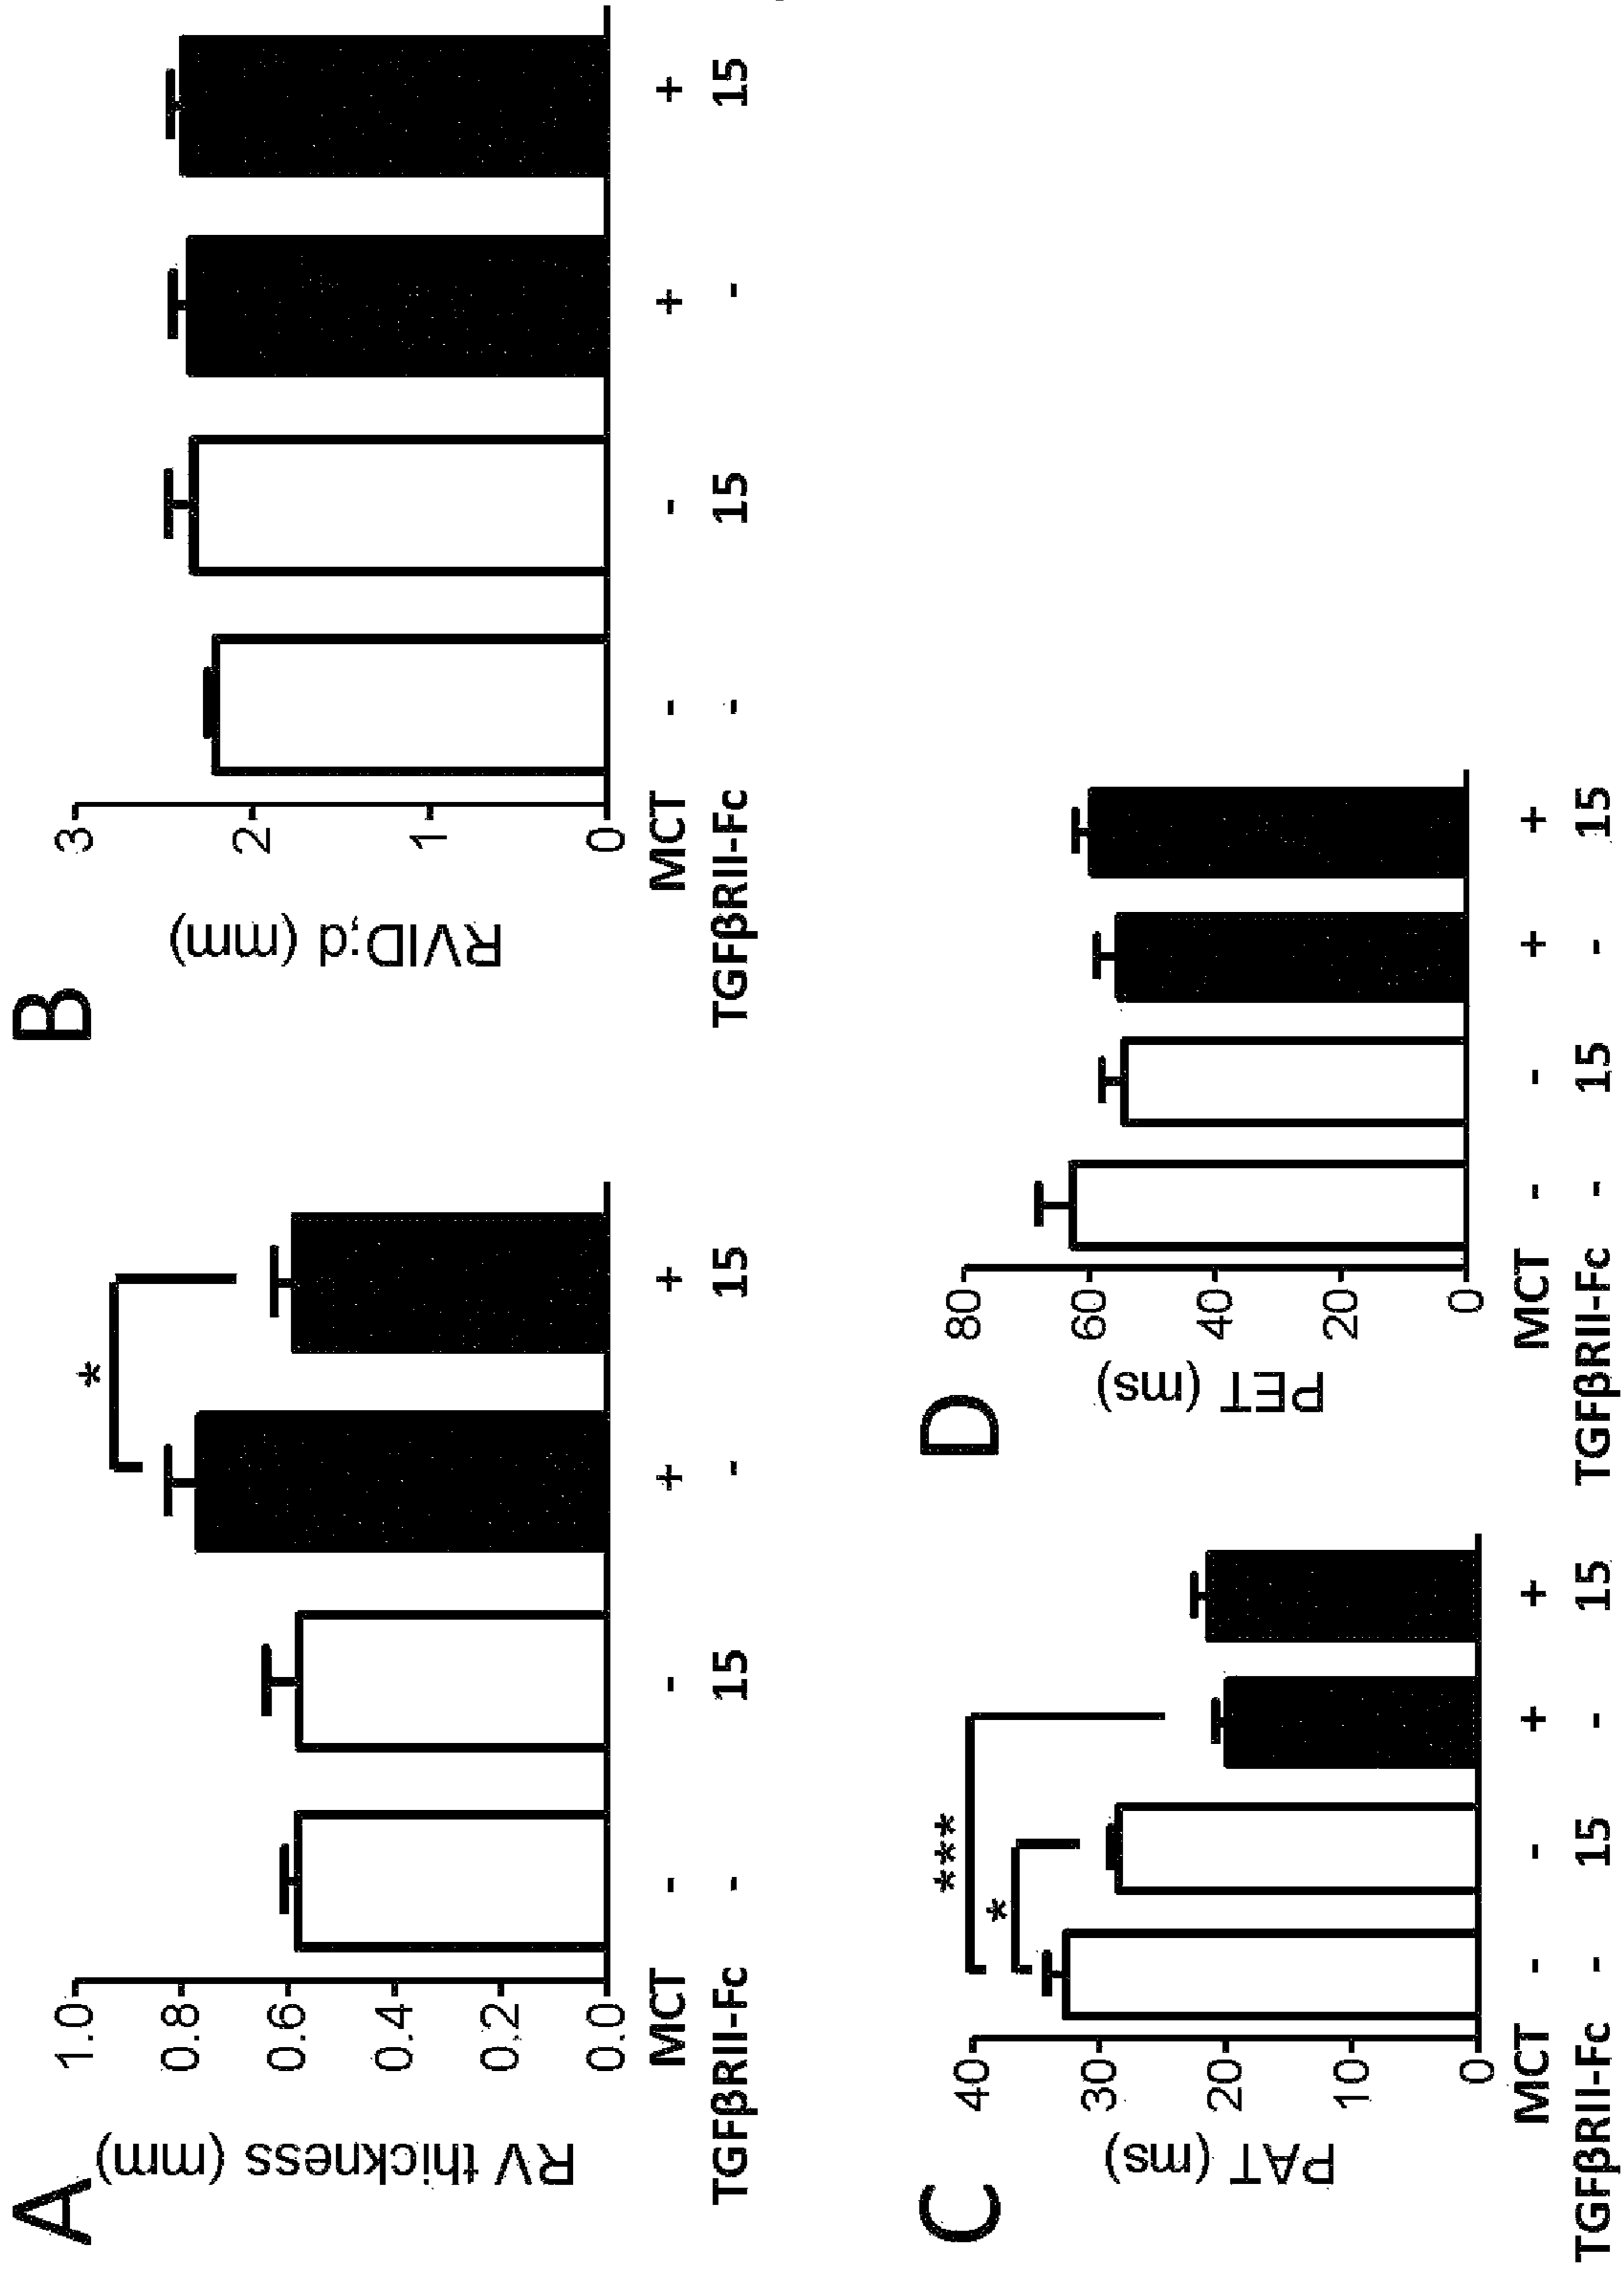 A
RV thickness (mm)
1.0
0.8
0.6
0.4
0.2
0.0
*
MCT - - + +
TGFβRII-Fc - 15 - 15
B
RVID;d (mm)
3
2
1
0
MCT - - + +
TGFβRII-Fc - 15 - 15
C
PAT (ms)
40
30
20
10
0
***
*
MCT - - + +
TGFβRII-Fc - 15 - 15
D
PET (ms)
80
60
40
20
0
MCT - - + +
TGFβRII-Fc - 15 - 15